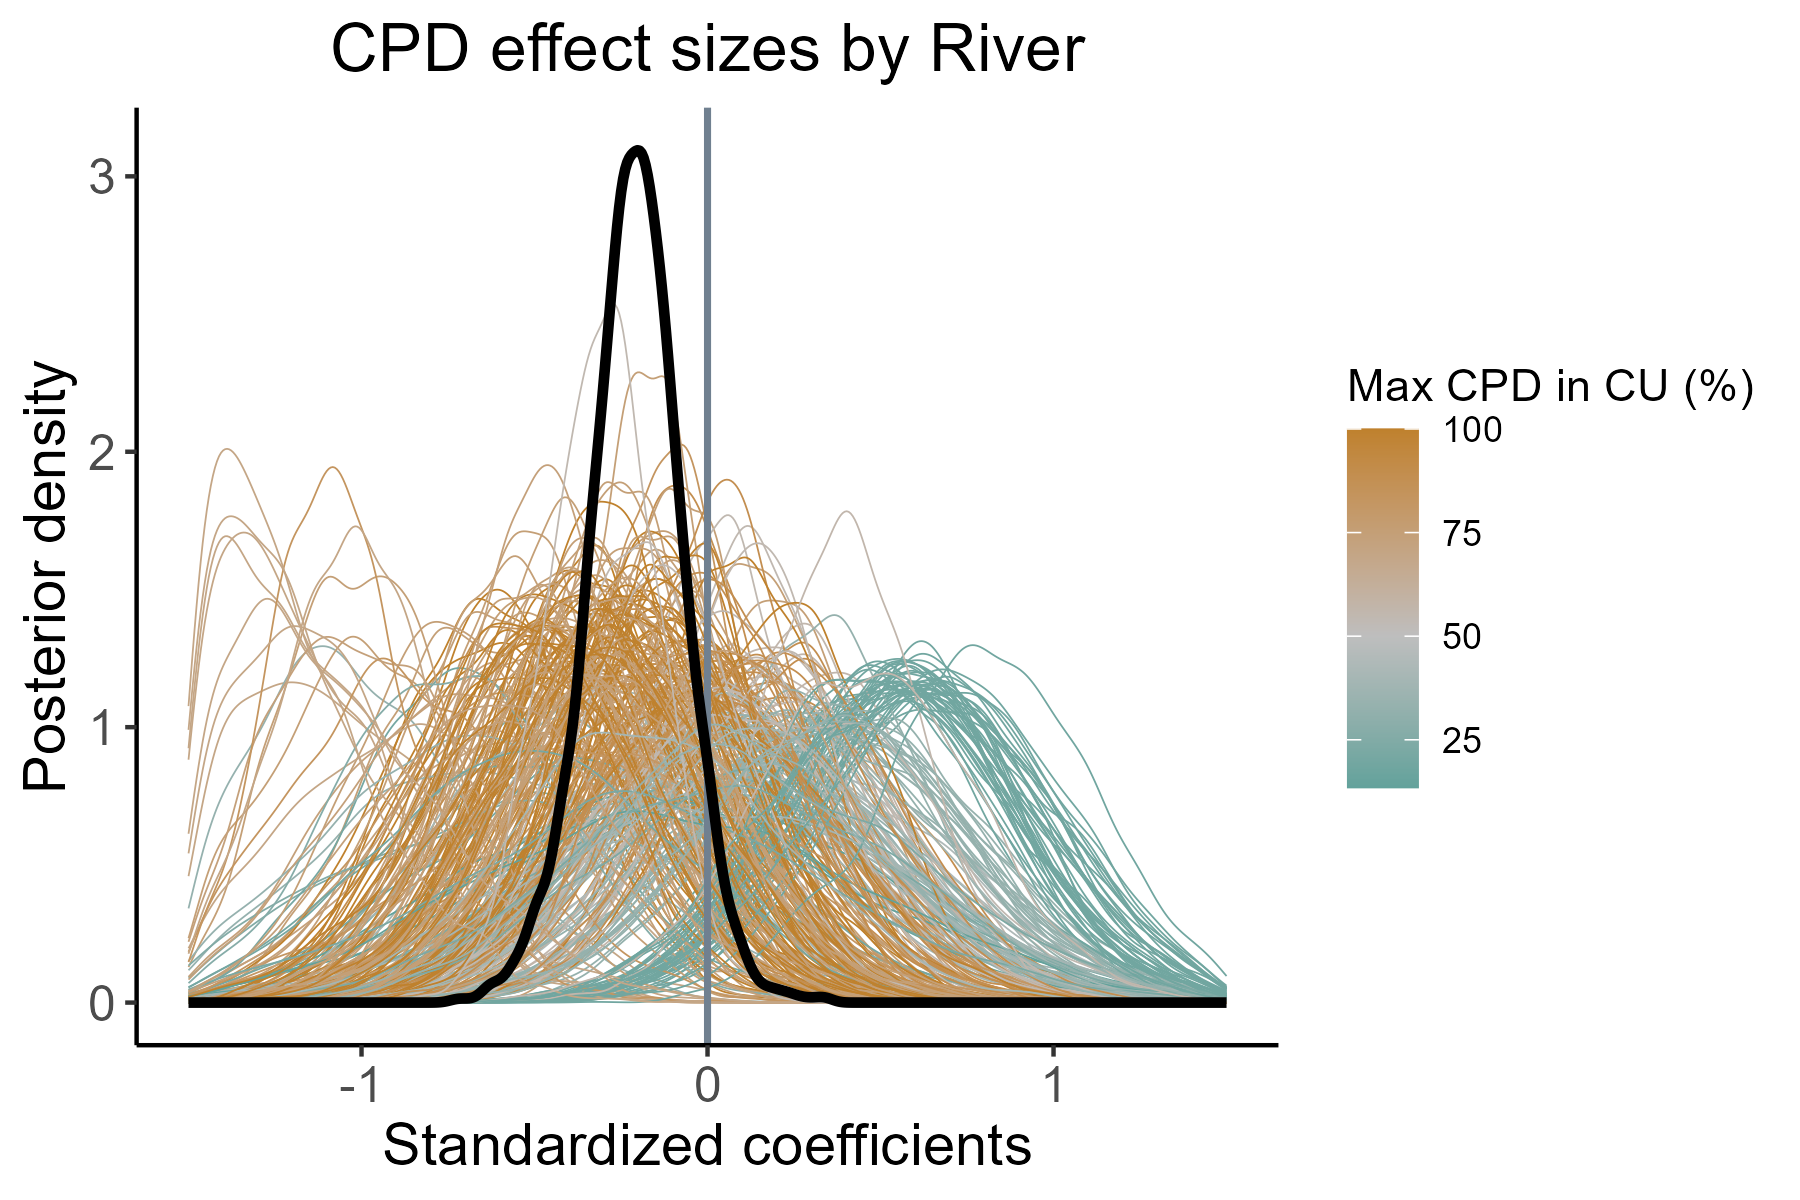 CPD effect sizes by River
Posterior density
3
2
1
0
-1 0 1
Standardized coefficients
Max CPD in CU (%)
100
75
50
25